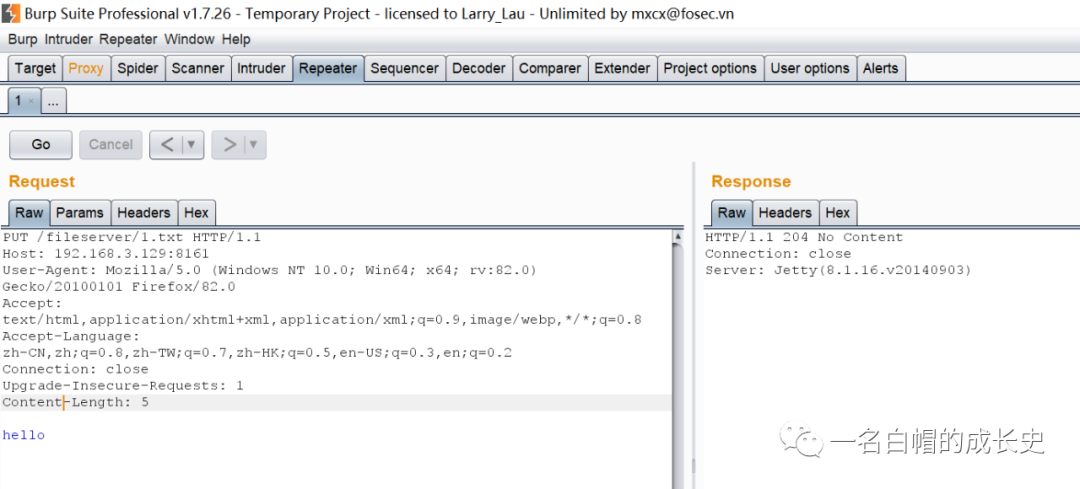 Burp Suite Professional v1.7.26 - Temporary Project - licensed to Larry_Lau - Unlimited by mxcx@fosec.vn
Burp Intruder Repeater Window Help
Target Proxy Spider Scanner Intruder Repeater Sequencer Decoder Comparer Extender Project options User options Alerts
1 × ...
Go Cancel < ▼ > ▼
Request
Raw Params Headers Hex
PUT /fileserver/1.txt HTTP/1.1
Host: 192.168.3.129:8161
User-Agent: Mozilla/5.0 (Windows NT 10.0; Win64; x64; rv:82.0)
Gecko/20100101 Firefox/82.0
Accept:
text/html,application/xhtml+xml,application/xml;q=0.9,image/webp,*/*;q=0.8
Accept-Language:
zh-CN,zh;q=0.8,zh-TW;q=0.7,zh-HK;q=0.5,en-US;q=0.3,en;q=0.2
Connection: close
Upgrade-Insecure-Requests: 1
Content-Length: 5
hello
Response
Raw Headers Hex
HTTP/1.1 204 No Content
Connection: close
Server: Jetty(8.1.16.v20140903)
一名白帽的成长史